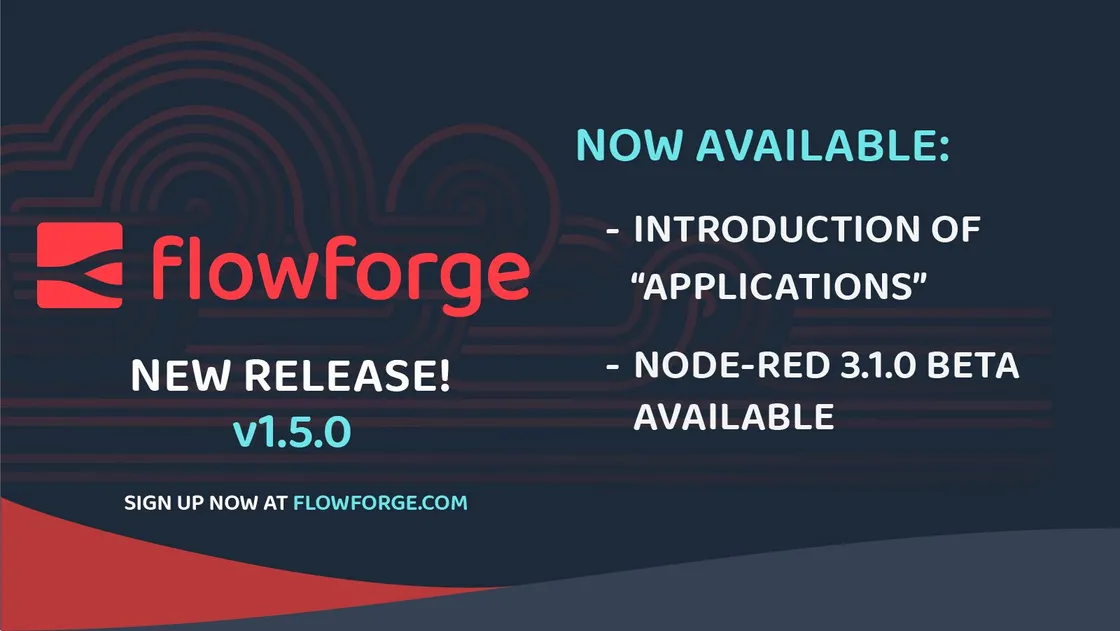 flowforge
NEW RELEASE!
v1.5.0
SIGN UP NOW AT FLOWFORGE.COM
NOW AVAILABLE:
- INTRODUCTION OF
“APPLICATIONS”
- NODE-RED 3.1.0 BETA
AVAILABLE